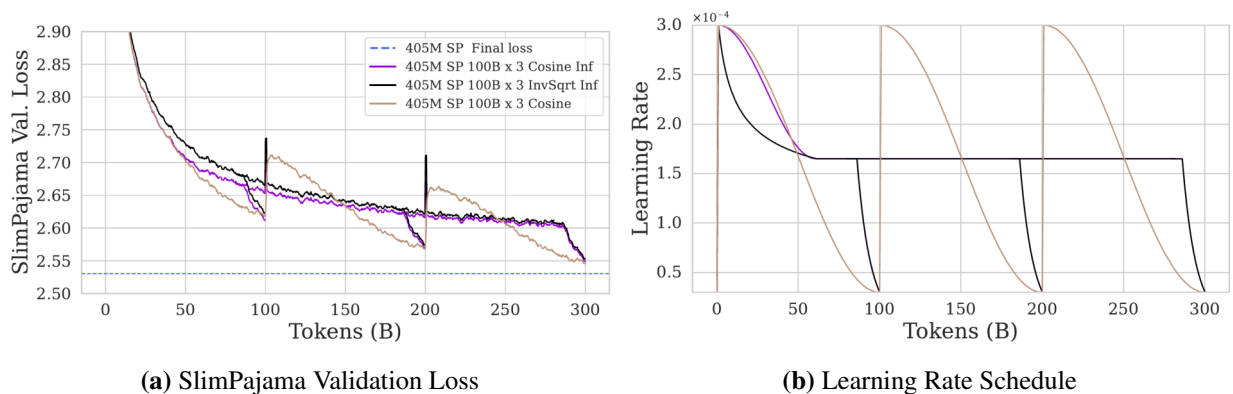 2.90
2.85
2.80
2.75
2.70
2.65
2.60
2.55
2.50
SlimPajama Val. Loss
405M SP Final loss
405M SP 100B x 3 Cosine Inf
405M SP 100B x 3 InvSqrt Inf
405M SP 100B x 3 Cosine
0 50 100 150 200 250 300
Tokens (B)
(a) SlimPajama Validation Loss
×10⁻⁴
3.0
2.5
2.0
1.5
1.0
0.5
Learning Rate
0 50 100 150 200 250 300
Tokens (B)
(b) Learning Rate Schedule